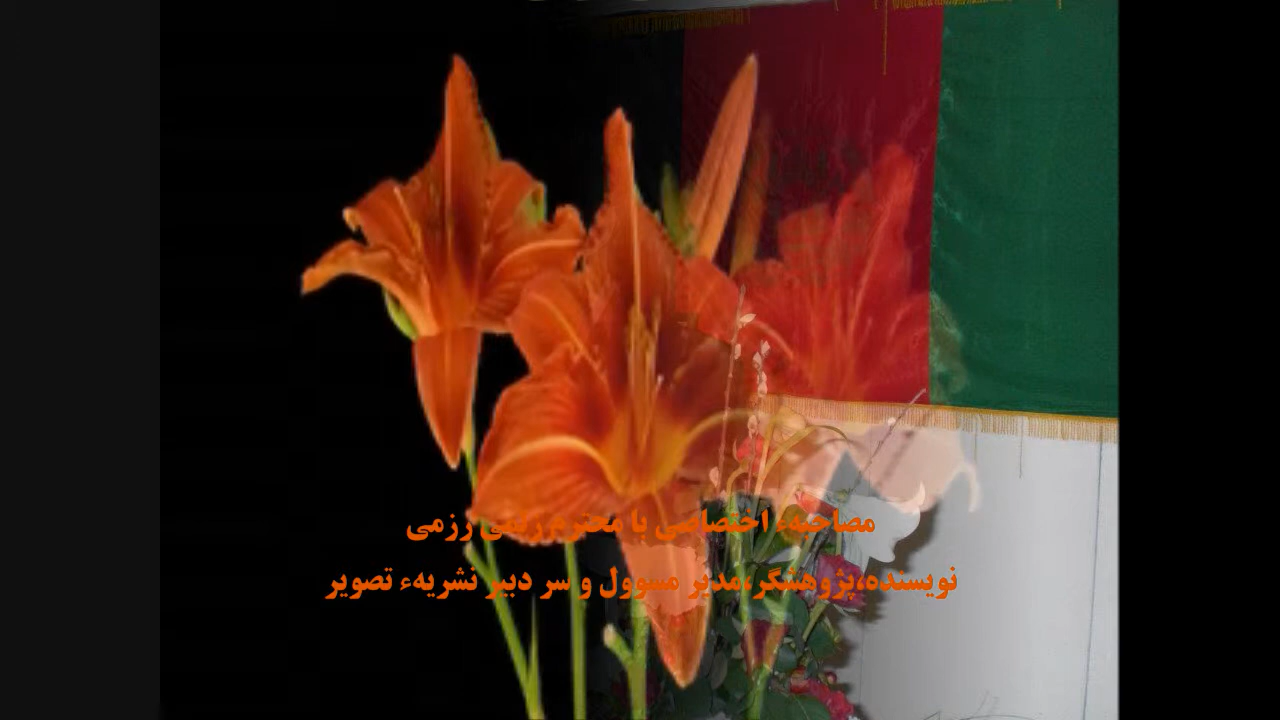 مصاحبهء اختصاصی با محترم رزمی
نویسنده،پژوهشگر،مدیر مسوول و سر دبیر نشریهء تصویر